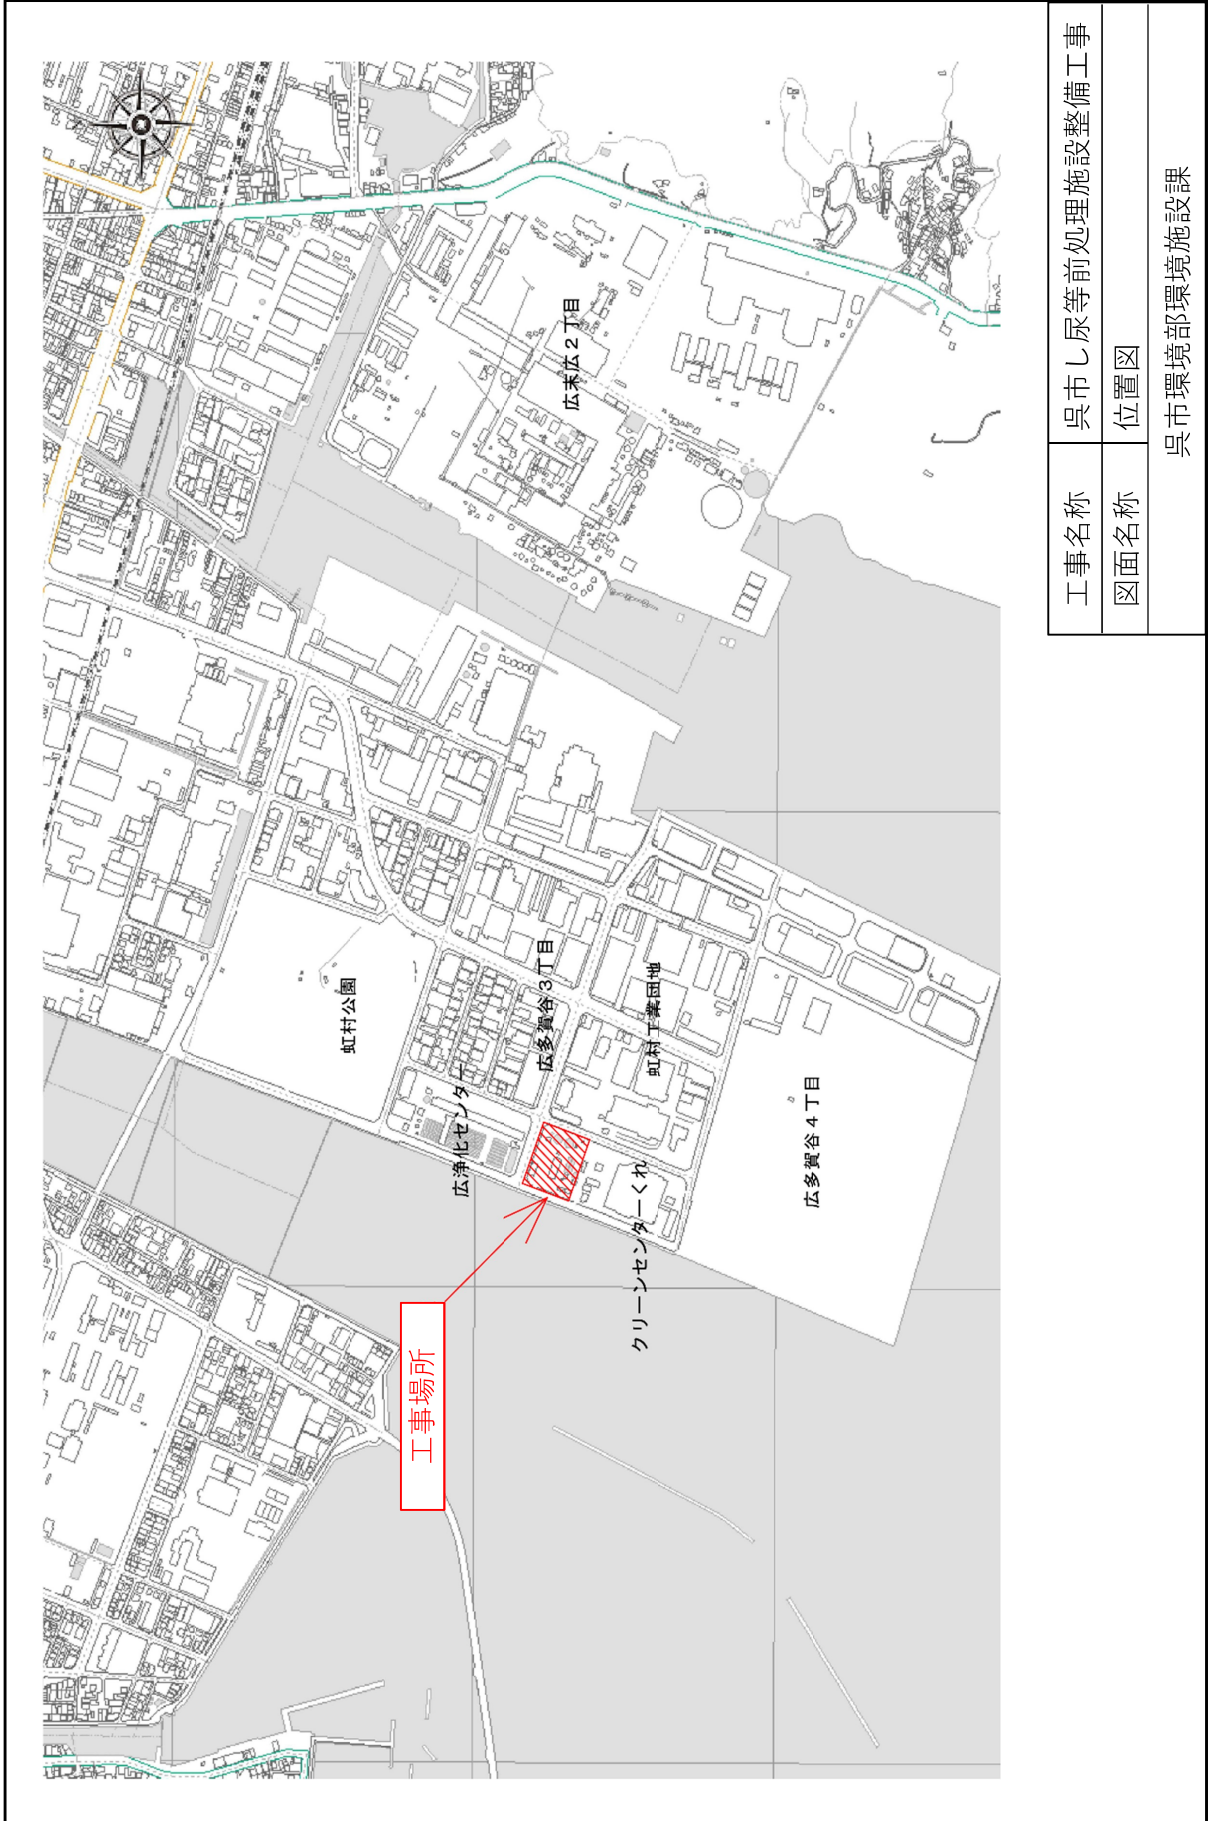 工事名称 呉市し尿等前処理施設整備工事
図面名称 位置図
呉市環境部環境施設課
広末広2丁目
虹村公園
広多賀谷3丁目
虹村工業団地
広浄化センター
広多賀谷4丁目
クリーンセンターくれ
工事場所